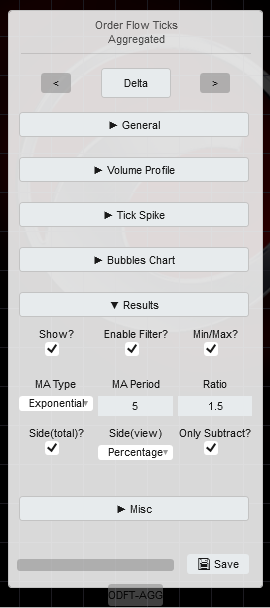 Order Flow Ticks
Aggregated
< Delta >
► General
► Volume Profile
► Tick Spike
► Bubbles Chart
▼ Results
Show? Enable Filter? Min/Max?
MA Type MA Period Ratio
Exponential 5 1.5
Side(total)? Side(view) Only Subtract?
Percentage
► Misc
Save
ODFT-AGG